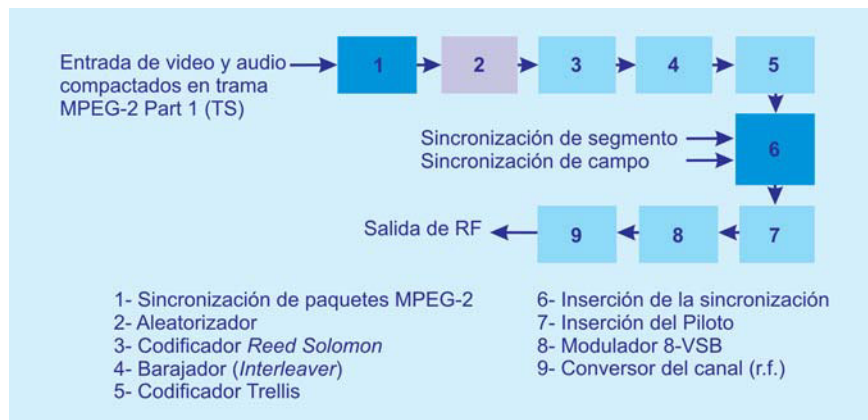 Entrada de video y audio
compactados en trama
MPEG-2 Part 1 (TS)
1
2
3
4
5
Sincronización de segmento
Sincronización de campo
6
Salida de RF
9
8
7
1- Sincronización de paquetes MPEG-2
2- Aleatorizador
3- Codificador Reed Solomon
4- Barajador (Interleaver)
5- Codificador Trellis
6- Inserción de la sincronización
7- Inserción del Piloto
8- Modulador 8-VSB
9- Conversor del canal (r.f.)